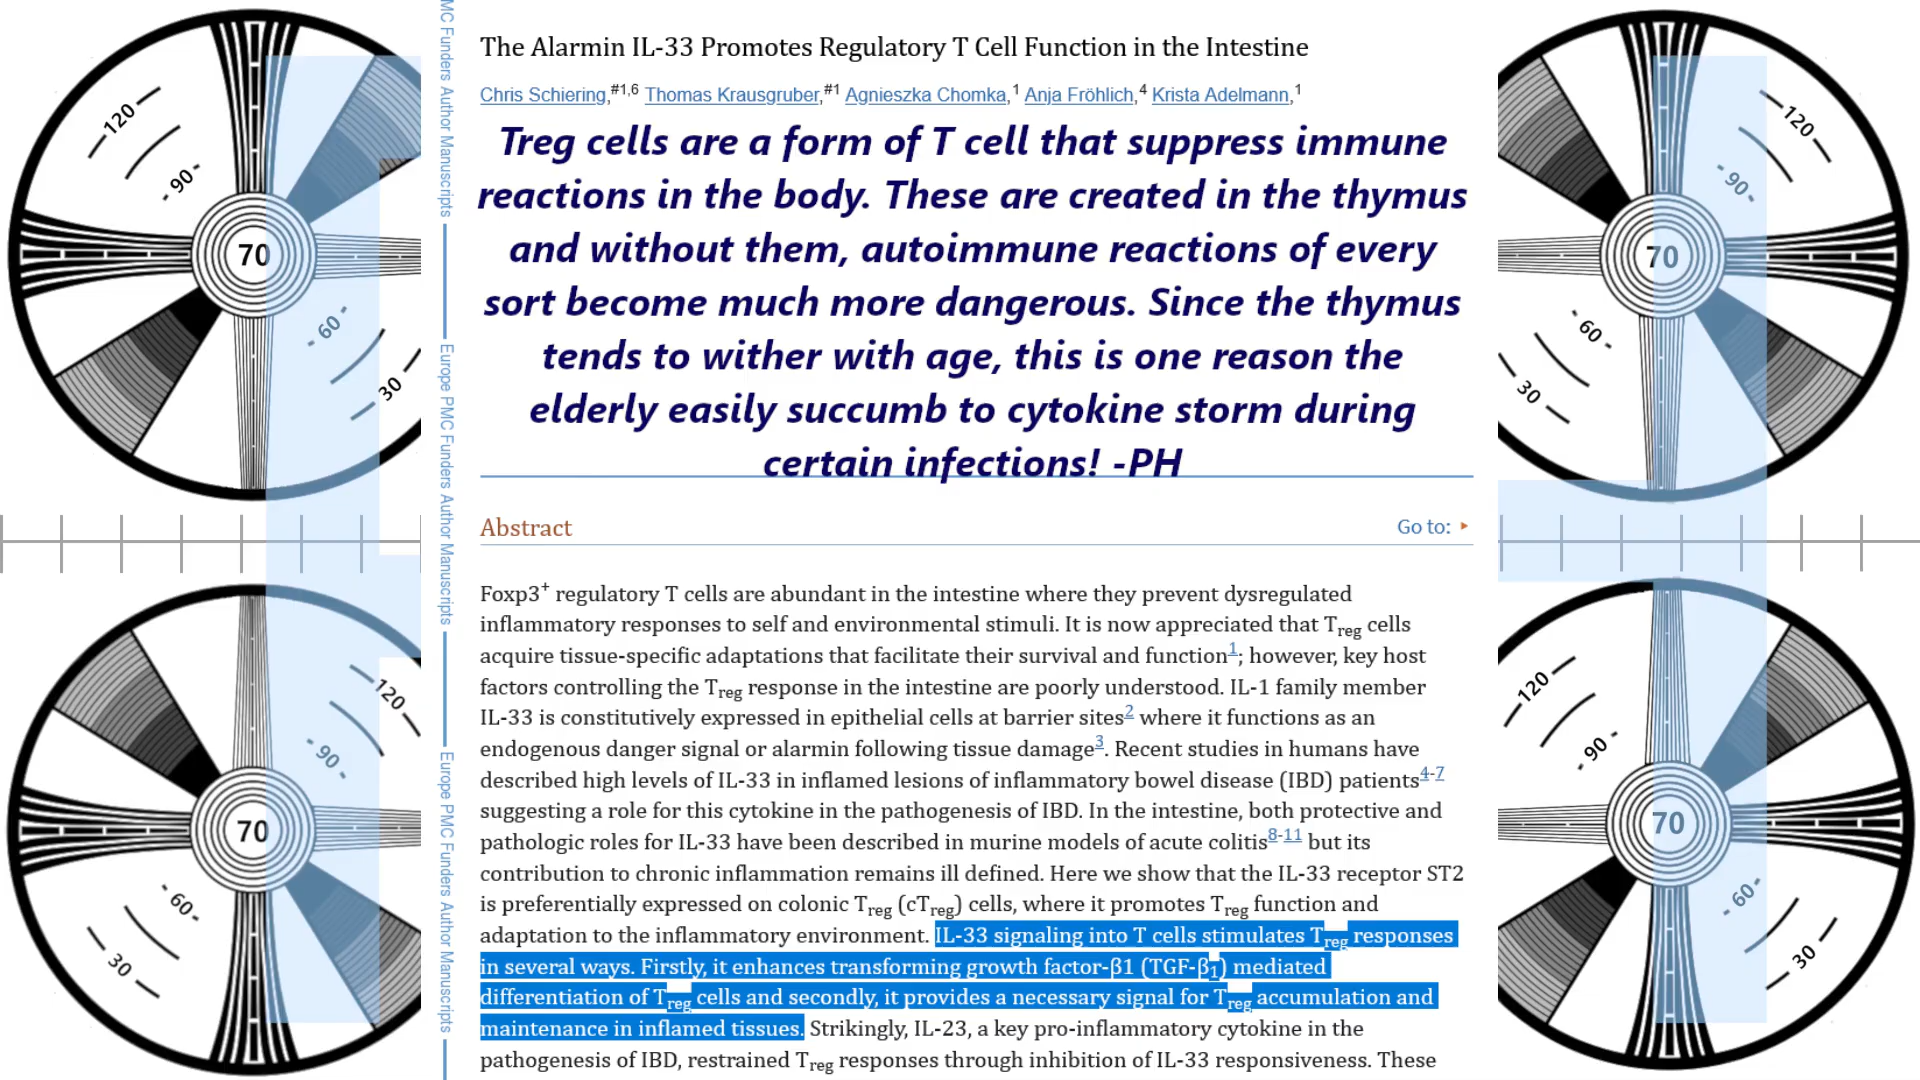 The Alarmin IL-33 Promotes Regulatory T Cell Function in the Intestine
Chris Schiering,#1,6 Thomas Krausgruber,#1 Agnieszka Chomka,1 Anja Fröhlich,4 Krista Adelmann,1
Treg cells are a form of T cell that suppress immune
reactions in the body. These are created in the thymus
and without them, autoimmune reactions of every
sort become much more dangerous. Since the thymus
tends to wither with age, this is one reason the
elderly easily succumb to cytokine storm during
certain infections! -PH
Abstract
Go to:
Foxp3+ regulatory T cells are abundant in the intestine where they prevent dysregulated
inflammatory responses to self and environmental stimuli. It is now appreciated that Treg cells
acquire tissue-specific adaptations that facilitate their survival and function1; however, key host
factors controlling the Treg response in the intestine are poorly understood. IL-1 family member
IL-33 is constitutively expressed in epithelial cells at barrier sites2 where it functions as an
endogenous danger signal or alarmin following tissue damage3. Recent studies in humans have
described high levels of IL-33 in inflamed lesions of inflammatory bowel disease (IBD) patients4-7
suggesting a role for this cytokine in the pathogenesis of IBD. In the intestine, both protective and
pathologic roles for IL-33 have been described in murine models of acute colitis8-11 but its
contribution to chronic inflammation remains ill defined. Here we show that the IL-33 receptor ST2
is preferentially expressed on colonic Treg (cTreg) cells, where it promotes Treg function and
adaptation to the inflammatory environment. IL-33 signaling into T cells stimulates Treg responses
in several ways. Firstly, it enhances transforming growth factor-β1 (TGF-β1) mediated
differentiation of Treg cells and secondly, it provides a necessary signal for Treg accumulation and
maintenance in inflamed tissues. Strikingly, IL-23, a key pro-inflammatory cytokine in the
pathogenesis of IBD, restrained Treg responses through inhibition of IL-33 responsiveness. These
MC Funders Author Manuscripts
Europe PMC Funders Author Manuscripts
Europe PMC Funders Author Manuscripts
120
- 90 -
70
- 60 -
30
120
- 90 -
70
- 60 -
30
120
- 90 -
70
- 60 -
30
120
- 90 -
70
- 60 -
30